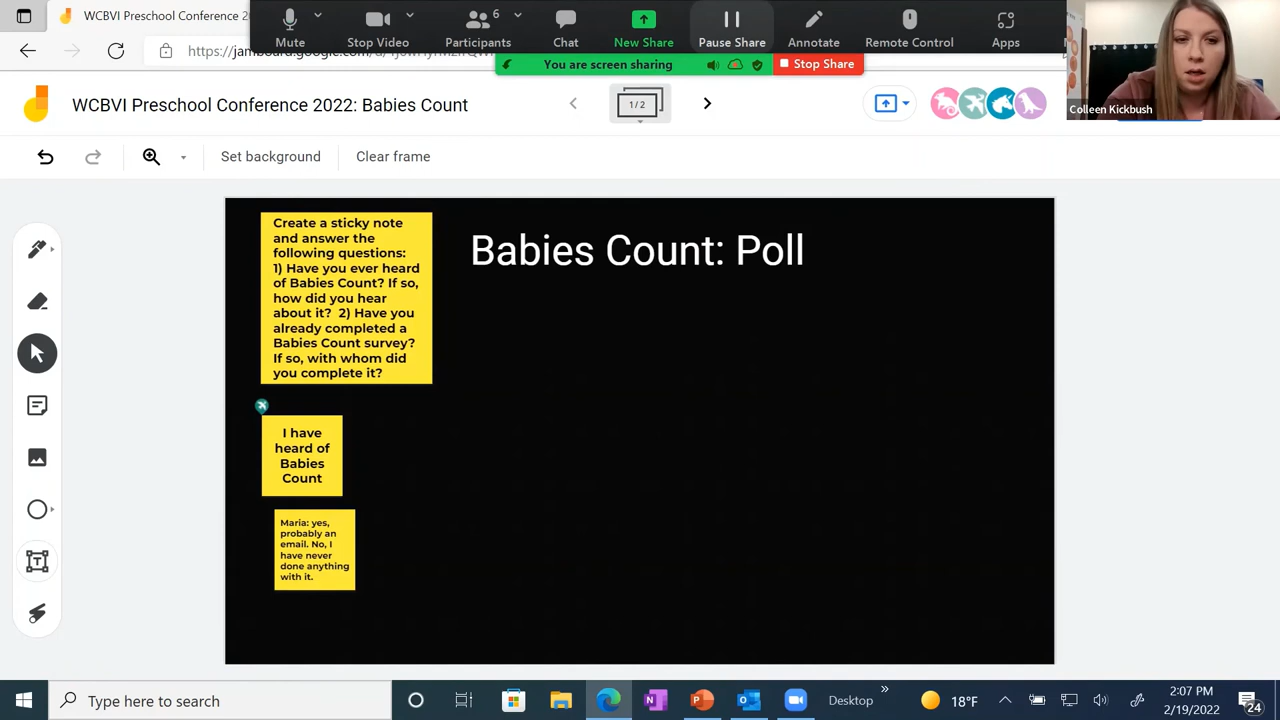 WCBVI Preschool Conference 2
Mute
Stop Video
6
Participants
Chat
New Share
Pause Share
Annotate
Remote Control
Apps
You are screen sharing
Stop Share
Colleen Kickbush
WCBVI Preschool Conference 2022: Babies Count
1/2
Set background
Clear frame
Create a sticky note
and answer the
following questions:
1) Have you ever heard
of Babies Count? If so,
how did you hear
about it? 2) Have you
already completed a
Babies Count survey?
If so, with whom did
you complete it?
Babies Count: Poll
I have
heard of
Babies
Count
Maria: yes,
probably an
email. No, I
have never
done anything
with it.
Type here to search
Desktop
18°F
2:07 PM
2/19/2022
24